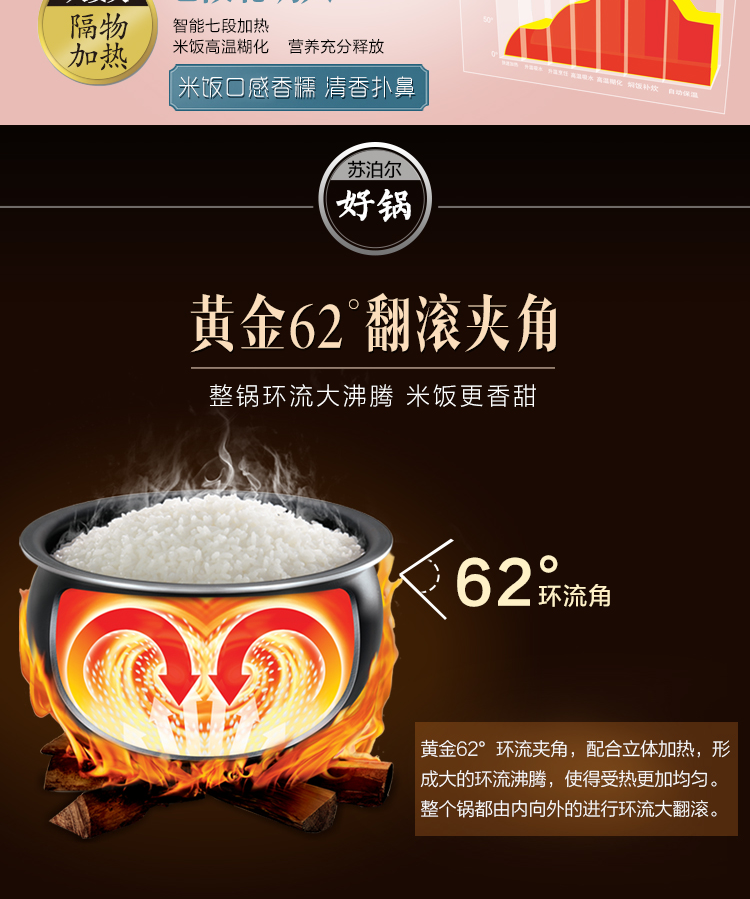 隔物
加热
智能七段加热
米饭高温糊化 营养充分释放
米饭口感香糯 清香扑鼻
苏泊尔
好锅
黄金62°翻滚夹角
整锅环流大沸腾 米饭更香甜
62°
环流角
黄金62°环流夹角，配合立体加热，形
成大的环流沸腾，使得受热更加均匀。
整个锅都由内向外的进行环流大翻滚。